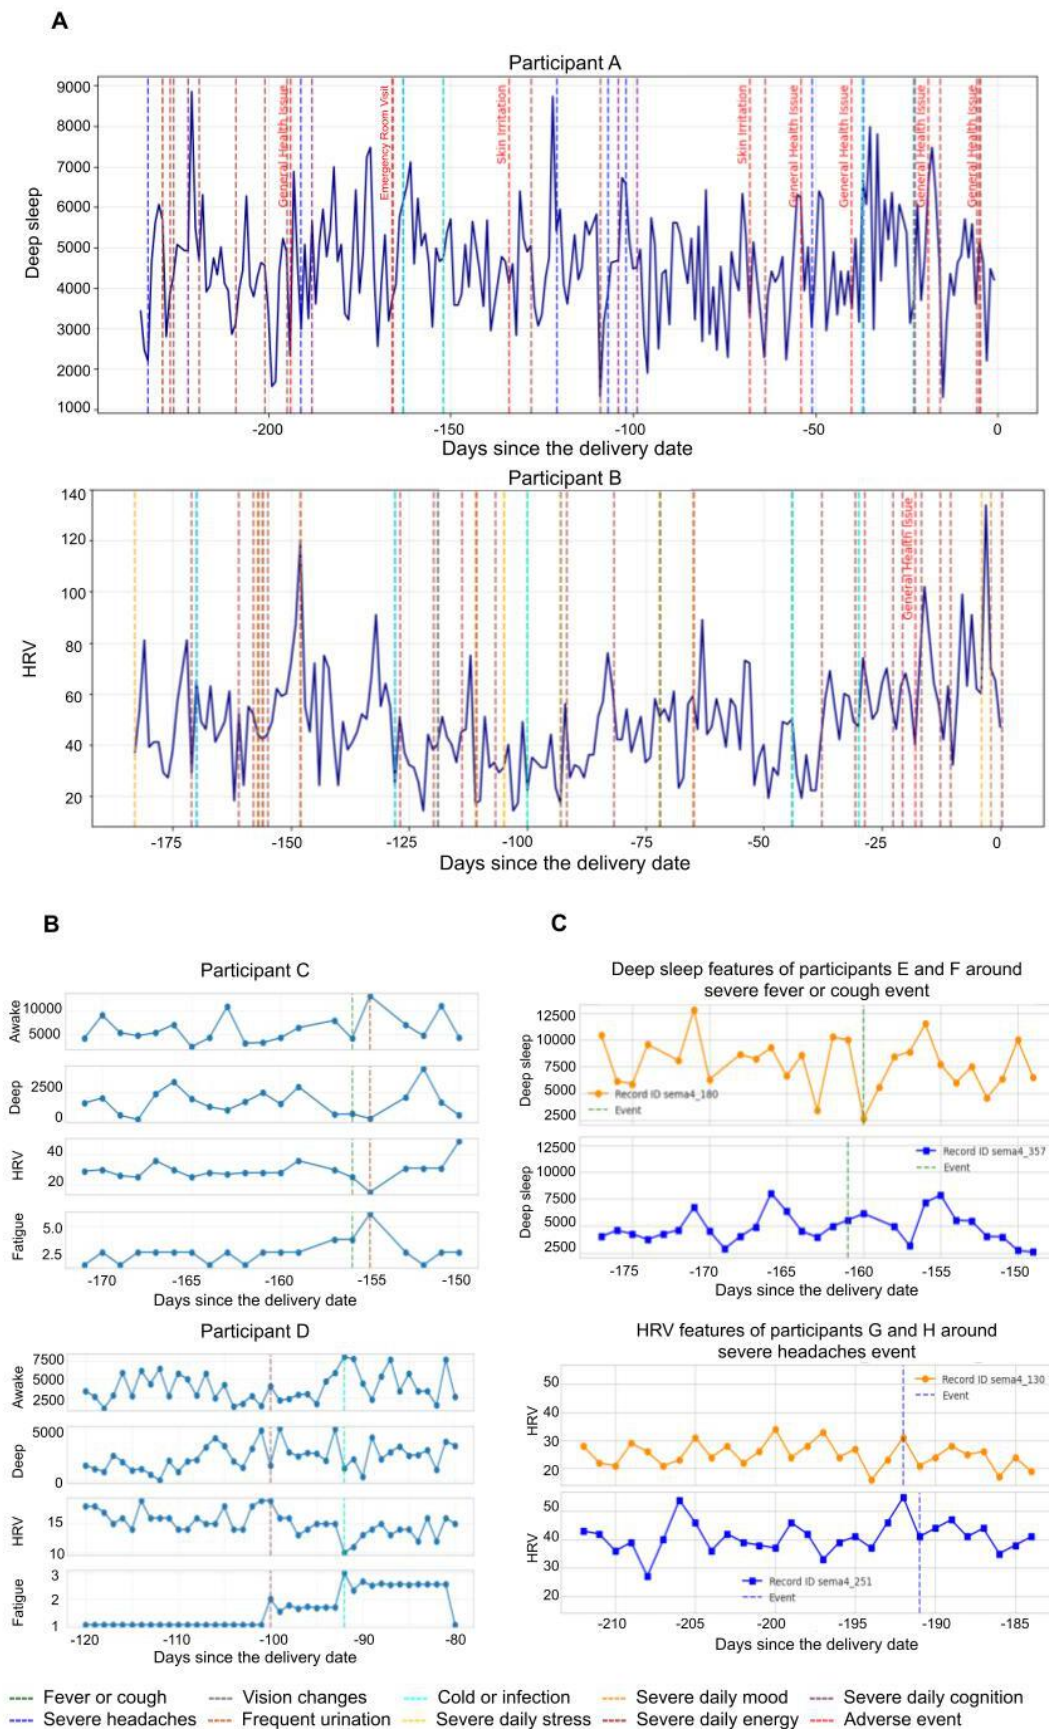 A
Participant A
Deep sleep
9000
8000
7000
6000
5000
4000
3000
2000
1000
General Health Issue
Emergency Room Visit
Skin Irritation
Skin Irritation
General Health Issue
General Health Issue
General Health Issue
General Health Issue
-200
-150
-100
-50
0
Days since the delivery date
Participant B
HRV
140
120
100
80
60
40
20
General Health Issue
-175
-150
-125
-100
-75
-50
-25
0
Days since the delivery date
B
Participant C
Awake
10000
5000
Deep
2500
0
HRV
40
20
Fatigue
5.0
2.5
-170
-165
-160
-155
-150
Days since the delivery date
Participant D
Awake
7500
5000
2500
Deep
5000
0
HRV
15
10
Fatigue
3
2
1
-120
-110
-100
-90
-80
Days since the delivery date
C
Deep sleep features of participants E and F around
severe fever or cough event
Deep sleep
12500
10000
7500
5000
2500
Record ID sema4_180
Event
Deep sleep
12500
10000
7500
5000
2500
Record ID sema4_357
Event
-175
-170
-165
-160
-155
-150
Days since the delivery date
HRV features of participants G and H around
severe headaches event
HRV
50
40
30
20
Record ID sema4_130
Event
HRV
50
40
30
20
Record ID sema4_251
Event
-210
-205
-200
-195
-190
-185
Days since the delivery date
Fever or cough
Vision changes
Cold or infection
Severe daily mood
Severe daily cognition
Severe headaches
Frequent urination
Severe daily stress
Severe daily energy
Adverse event